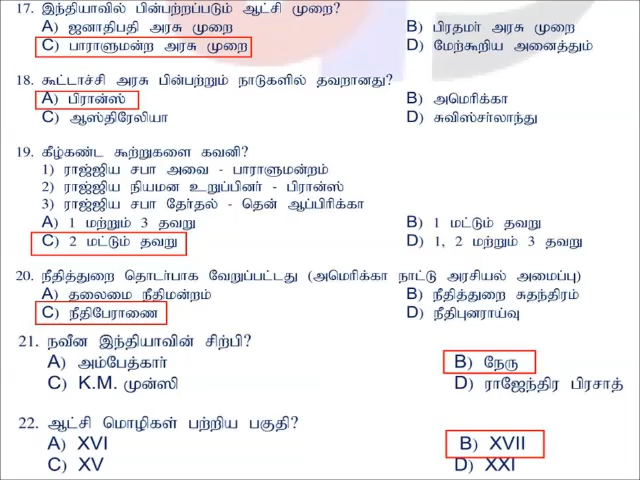 17. இந்தியாவில் பின்பற்றப்படும் ஆட்சி முறை?
A) ஜனாதிபதி அரசு முறை B) பிரதமர் அரசு முறை
C) பாராளுமன்ற அரசு முறை D) மேற்கூறிய அனைத்தும்
18. கூட்டாச்சி அரசு பின்பற்றும் நாடுகளில் தவறானது?
A) பிரான்ஸ் B) அமெரிக்கா
C) ஆஸ்திரேலியா D) சுவிஸ்சர்லாந்து
19. கீழ்கண்ட கூற்றுகளை கவனி?
1) ராஜ்ஜிய சபா அவை - பாராளுமன்றம்
2) ராஜ்ஜிய நியமன உறுப்பினர் - பிரான்ஸ்
3) ராஜ்ஜிய சபா தேர்தல் - தென் ஆப்பிரிக்கா
A) 1 மற்றும் 3 தவறு B) 1 மட்டும் தவறு
C) 2 மட்டும் தவறு D) 1, 2 மற்றும் 3 தவறு
20. நீதித்துறை தொடர்பாக வேறுப்பட்டது (அமெரிக்கா நாட்டு அரசியல் அமைப்பு)
A) தலைமை நீதிமன்றம் B) நீதித்துறை சுதந்திரம்
C) நீதிபேராணை D) நீதிபுனராய்வு
21. நவீன இந்தியாவின் சிற்பி?
A) அம்பேத்கார் B) நேரு
C) K.M. முன்ஸி D) ராஜேந்திர பிரசாத்
22. ஆட்சி மொழிகள் பற்றிய பகுதி?
A) XVI B) XVII
C) XV D) XXI